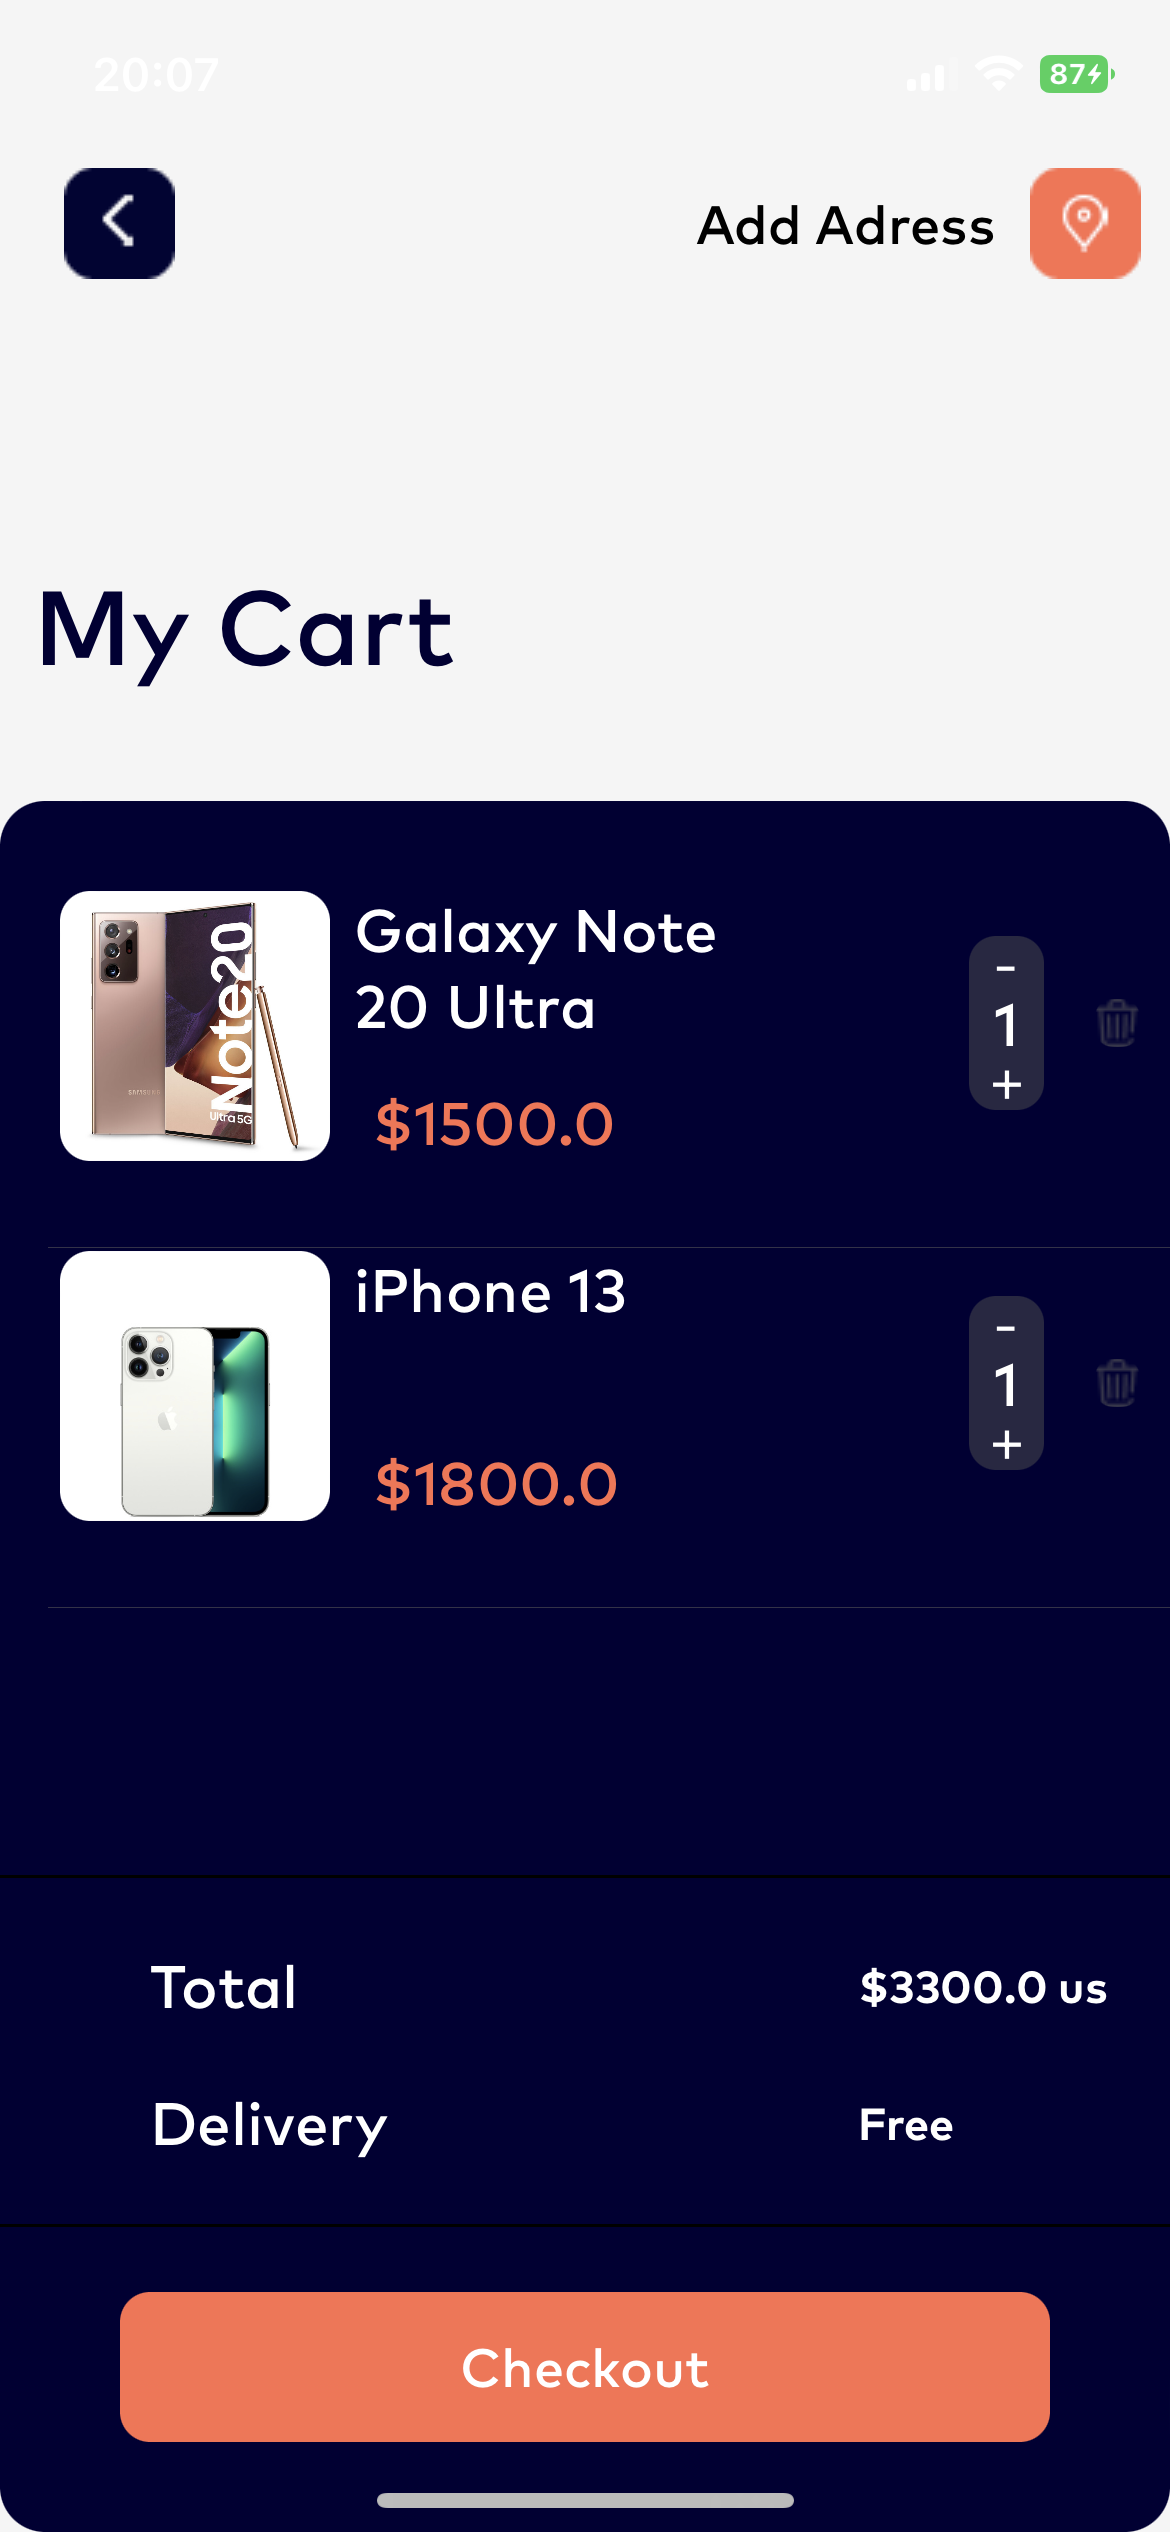 20:07
87
Add Adress
My Cart
Galaxy Note
20 Ultra
-
1
+
$1500.0
Note20
Ultra 5G
SAMSUNG
iPhone 13
-
1
+
$1800.0
Total
$3300.0 us
Delivery
Free
Checkout